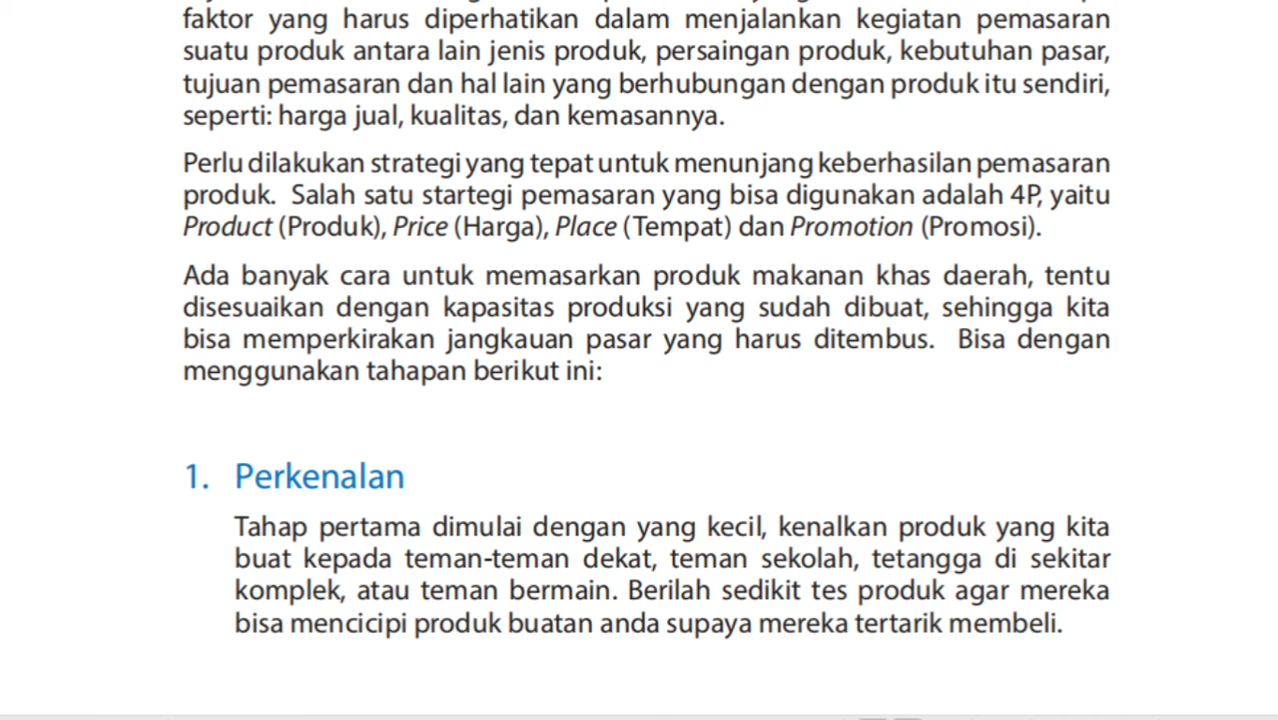 faktor yang harus diperhatikan dalam menjalankan kegiatan pemasaran
suatu produk antara lain jenis produk, persaingan produk, kebutuhan pasar,
tujuan pemasaran dan hal lain yang berhubungan dengan produk itu sendiri,
seperti: harga jual, kualitas, dan kemasannya.
Perlu dilakukan strategi yang tepat untuk menunjang keberhasilan pemasaran
produk. Salah satu startegi pemasaran yang bisa digunakan adalah 4P, yaitu
Product (Produk), Price (Harga), Place (Tempat) dan Promotion (Promosi).
Ada banyak cara untuk memasarkan produk makanan khas daerah, tentu
disesuaikan dengan kapasitas produksi yang sudah dibuat, sehingga kita
bisa memperkirakan jangkauan pasar yang harus ditembus. Bisa dengan
menggunakan tahapan berikut ini:
1. Perkenalan
Tahap pertama dimulai dengan yang kecil, kenalkan produk yang kita
buat kepada teman-teman dekat, teman sekolah, tetangga di sekitar
komplek, atau teman bermain. Berilah sedikit tes produk agar mereka
bisa mencicipi produk buatan anda supaya mereka tertarik membeli.